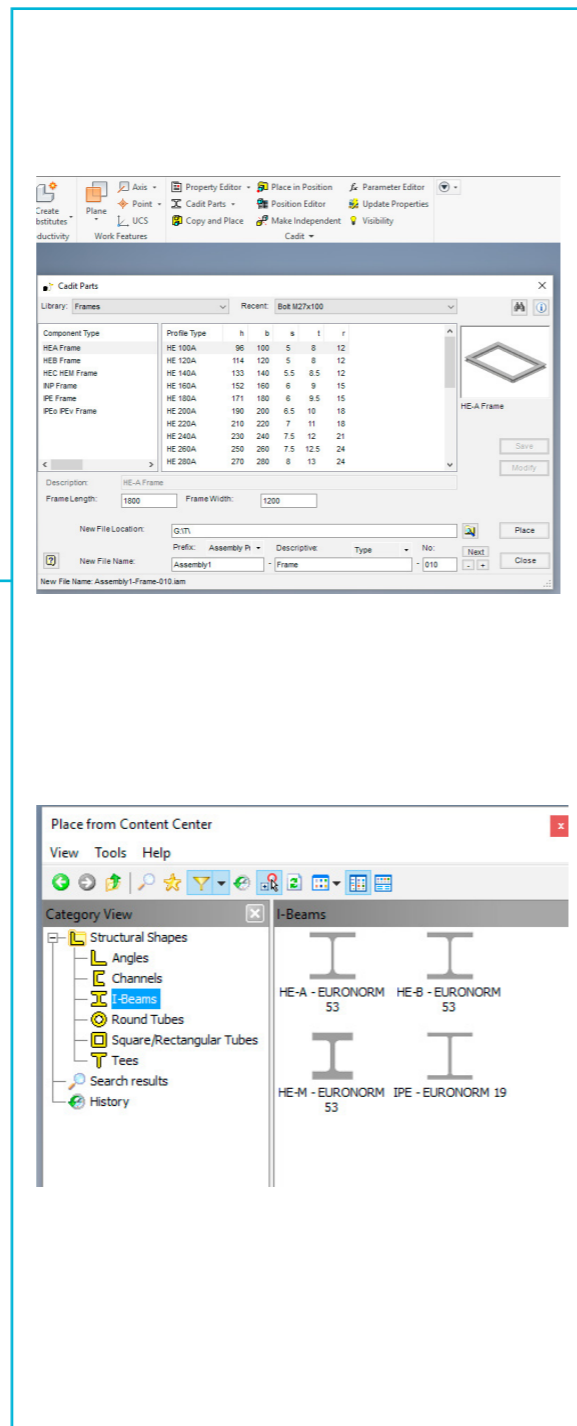 Create
bstitutes
ductivity
Plane
Axis
Point
UCS
Work Features
Property Editor
Cadit Parts
Copy and Place
Place in Position
Position Editor
Make Independent
Parameter Editor
Update Properties
Visibility
Cadit
Cadit Parts
Library: Frames Recent: Bolt M27x100
Component Type
HEA Frame
HEB Frame
HEC HEM Frame
INP Frame
IPE Frame
IPEo IPEv Frame
Profile Type h b s t r
HE 100A 96 100 5 8 12
HE 120A 114 120 5 8 12
HE 140A 133 140 5.5 8.5 12
HE 160A 152 160 6 9 15
HE 180A 171 180 6 9.5 15
HE 200A 190 200 6.5 10 18
HE 220A 210 220 7 11 18
HE 240A 230 240 7.5 12 21
HE 260A 250 260 7.5 12.5 24
HE 280A 270 280 8 13 24
HE-A Frame
Save
Modify
Description: HE-A Frame
Frame Length: 1800 Frame Width: 1200
New File Location: G:\T\ Place
Prefix: Assembly Pr Descriptive: Type No: Next
New File Name: Assembly1 - Frame - 010 - + Close
New File Name: Assembly1-Frame-010.iam
Place from Content Center
View Tools Help
Category View
Structural Shapes
Angles
Channels
I-Beams
Round Tubes
Square/Rectangular Tubes
Tees
Search results
History
I-Beams
HE-A - EURONORM
53
HE-B - EURONORM
53
HE-M - EURONORM
53
IPE - EURONORM 19